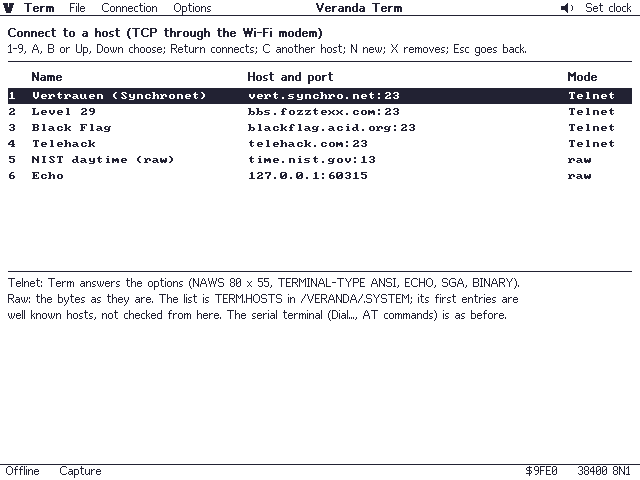 V Term File Connection Options Veranda Term Set clock
Connect to a host (TCP through the Wi-Fi modem)
1-9, A, B or Up, Down choose; Return connects; C another host; N new; X removes; Esc goes back.
Name Host and port Mode
1 Vertrauen (Synchronet) vert.synchro.net:23 Telnet
2 Level 29 bbs.fozztexx.com:23 Telnet
3 Black Flag blackflag.acid.org:23 Telnet
4 Telehack telehack.com:23 Telnet
5 NIST daytime (raw) time.nist.gov:13 raw
6 Echo 127.0.0.1:60315 raw
Telnet: Term answers the options (NAWS 80 x 55, TERMINAL-TYPE ANSI, ECHO, SGA, BINARY).
Raw: the bytes as they are. The list is TERM.HOSTS in /VERANDA/.SYSTEM; its first entries are
well known hosts, not checked from here. The serial terminal (Dial..., AT commands) is as before.
Offline Capture $9FE0 38400 8N1